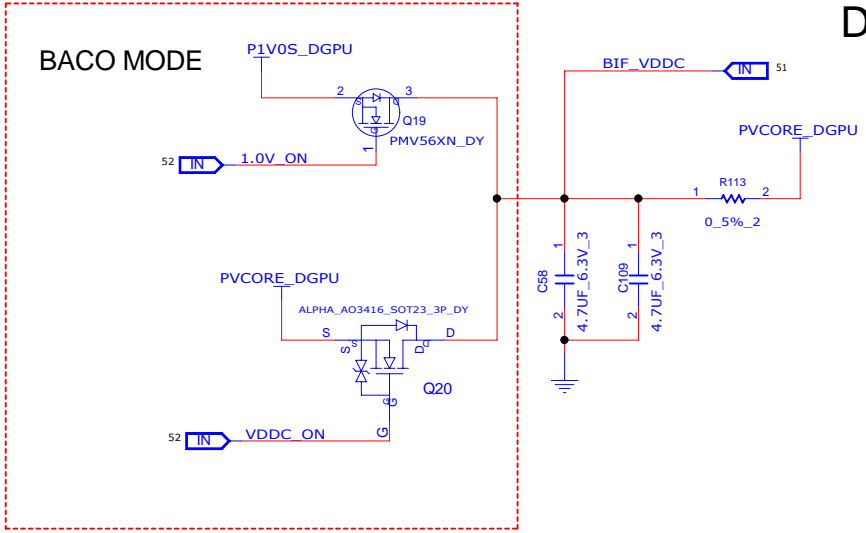 D
BACO MODE
P1V0S_DGPU
2
3
S
D
G
Q19
PMV56XN_DY
1
52
IN
1.0V_ON
BIF_VDDC
IN
51
PVCORE_DGPU
R113
1
2
0_5%_2
PVCORE_DGPU
ALPHA_AO3416_SOT23_3P_DY
S
D
S
D
G
G
Q20
52
IN
VDDC_ON
1
C58
2
4.7UF_6.3V_3
1
C109
2
4.7UF_6.3V_3